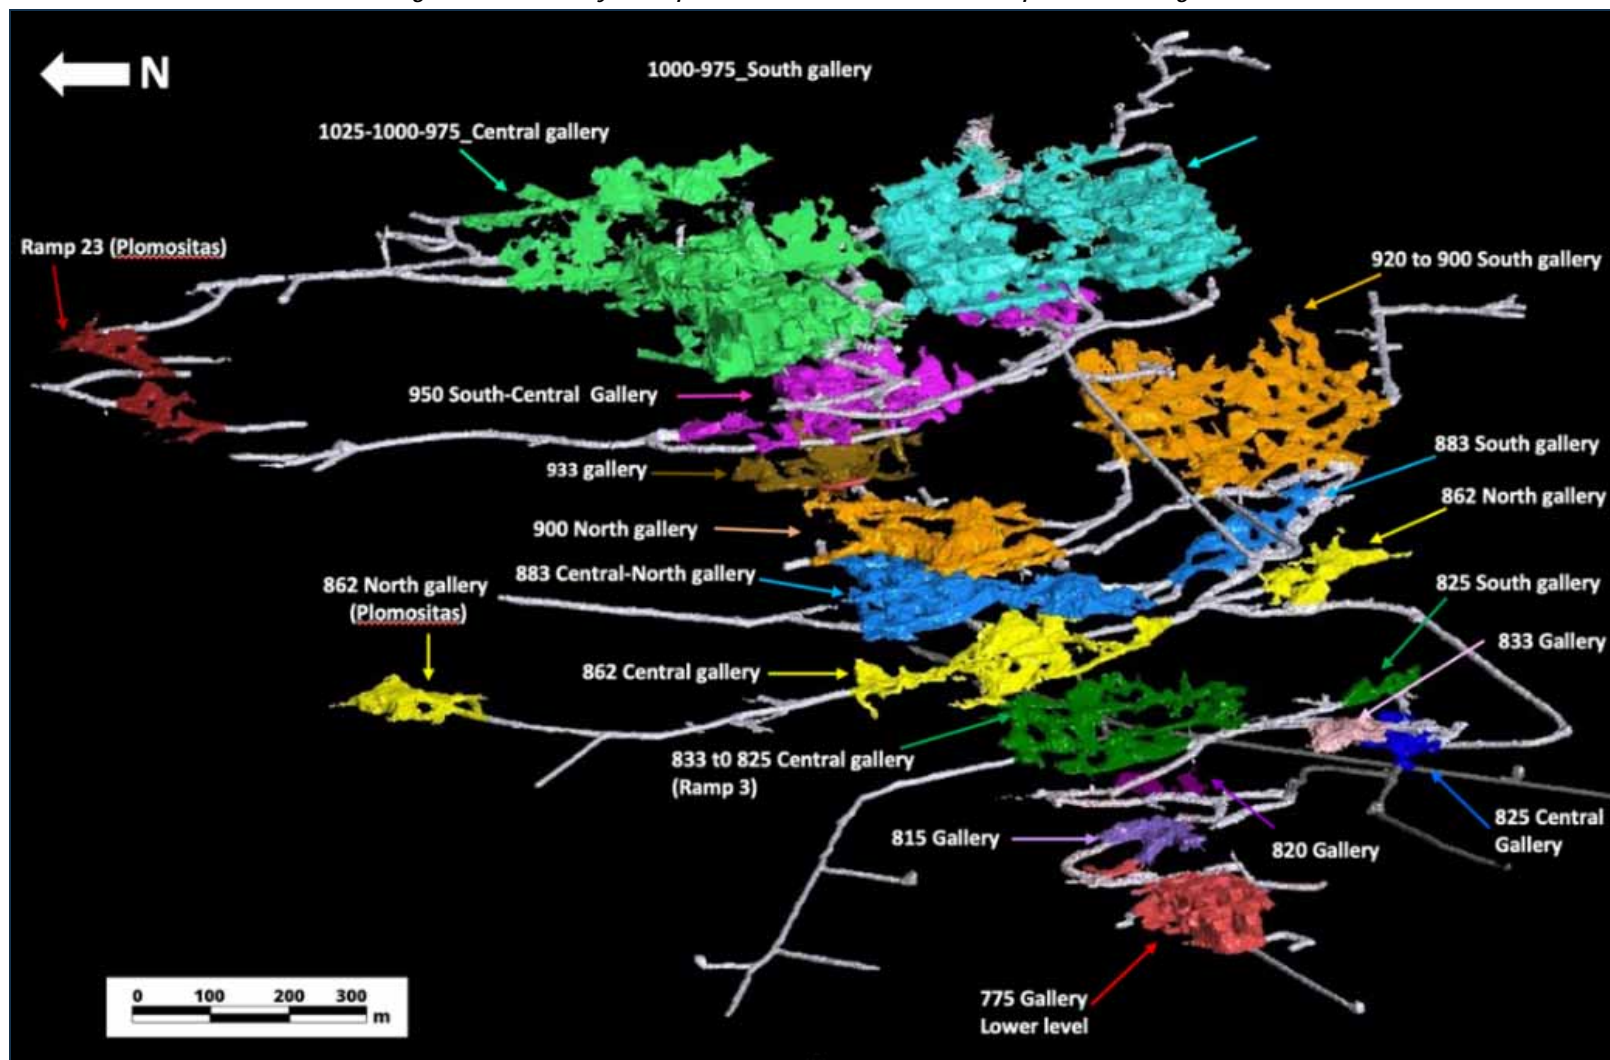 N
1000-975_South gallery
1025-1000-975_Central gallery
Ramp 23 (Plomositas)
920 to 900 South gallery
950 South-Central  Gallery
883 South gallery
933 gallery
862 North gallery
900 North gallery
883 Central-North gallery
862 North gallery
(Plomositas)
825 South gallery
833 Gallery
862 Central gallery
833 to 825 Central gallery
(Ramp 3)
825 Central
Gallery
815 Gallery
820 Gallery
775 Gallery
Lower level
0 100 200 300
m